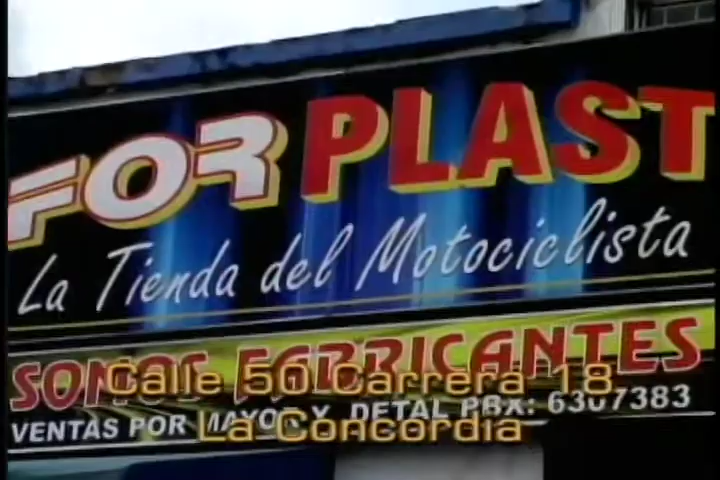 FOR PLAST
La Tienda del Motociclista
SOMOS FABRICANTES
Calle 50 Carrera 18
VENTAS POR MAYOR Y DETAL PBX: 6307383
La Concordia